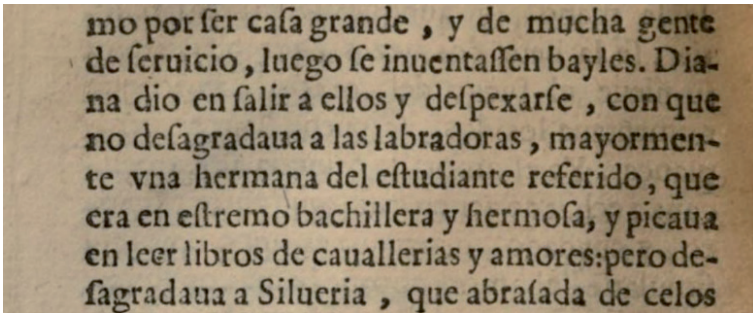 mo por ſer caſa grande , y de mucha gente
de ſeruicio, luego ſe inuentaſſen bayles. Dia-
na dio en ſalir a ellos y deſpexarſe , con que
no deſagradaua a las labradoras , mayormen-
te vna hermana del eſtudiante referido, que
era en eſtremo bachillera y hermoſa, y picaua
en leer libros de cauallerias y amores:pero de-
ſagradaua a Silueria , que abraſada de celos